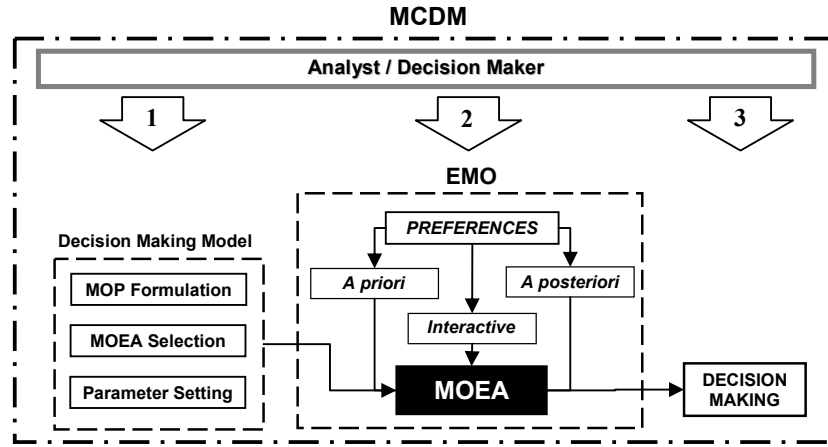 MCDM
Analyst / Decision Maker
1
2
3
EMO
PREFERENCES
Decision Making Model
A priori
A posteriori
MOP Formulation
Interactive
MOEA Selection
MOEA
Parameter Setting
DECISION
MAKING